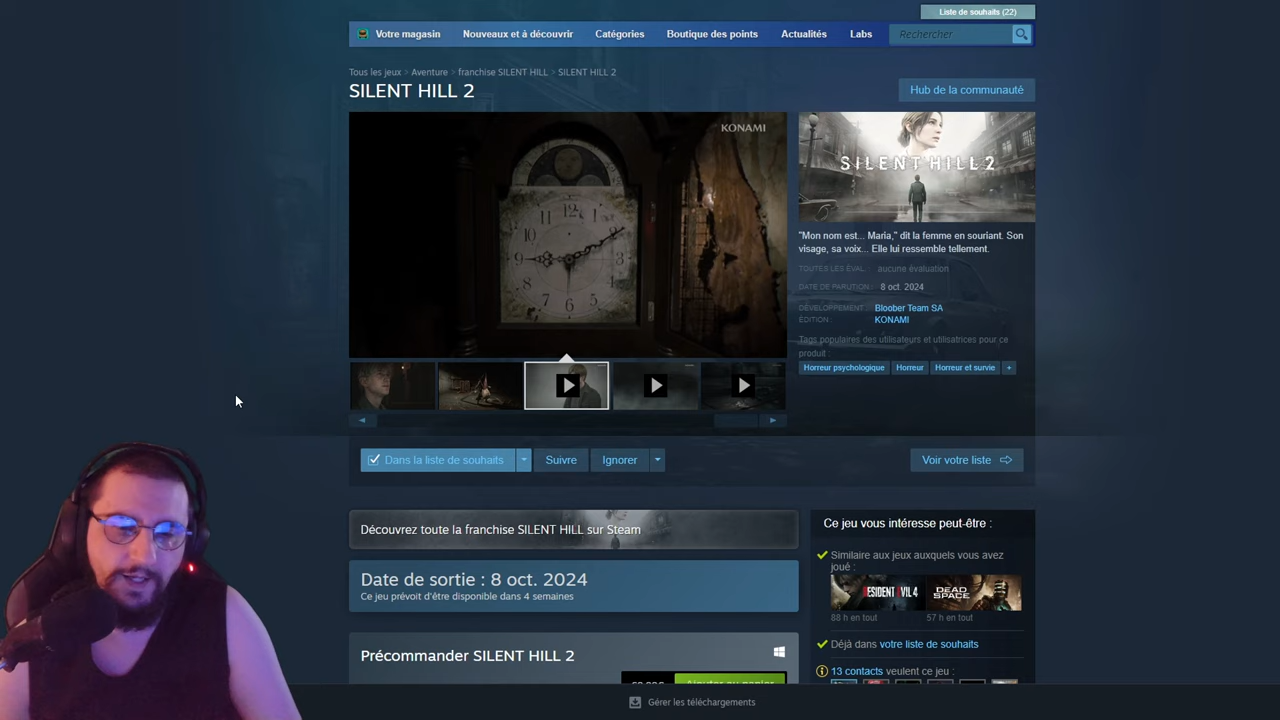 Liste de souhaits (22)
Votre magasin Nouveaux et à découvrir Catégories Boutique des points Actualités Labs Rechercher
Tous les jeux > Aventure > franchise SILENT HILL > SILENT HILL 2
SILENT HILL 2
Hub de la communauté
KONAMI
SILENT HILL 2
"Mon nom est... Maria," dit la femme en souriant. Son
visage, sa voix... Elle lui ressemble tellement.
TOUTES LES ÉVAL. aucune évaluation
DATE DE PARUTION : 8 oct. 2024
DÉVELOPPEMENT : Bloober Team SA
ÉDITION : KONAMI
Tags populaires des utilisateurs et utilisatrices pour ce
produit :
Horreur psychologique Horreur Horreur et survie +
Dans la liste de souhaits Suivre Ignorer Voir votre liste
Découvrez toute la franchise SILENT HILL sur Steam
Date de sortie : 8 oct. 2024
Ce jeu prévoit d'être disponible dans 4 semaines
Précommander SILENT HILL 2
Ajouter au panier
Ce jeu vous intéresse peut-être :
Similaire aux jeux auxquels vous avez
joué :
RESIDENT EVIL 4 DEAD SPACE
88 h en tout 57 h en tout
Déjà dans votre liste de souhaits
13 contacts veulent ce jeu :
Gérer les téléchargements